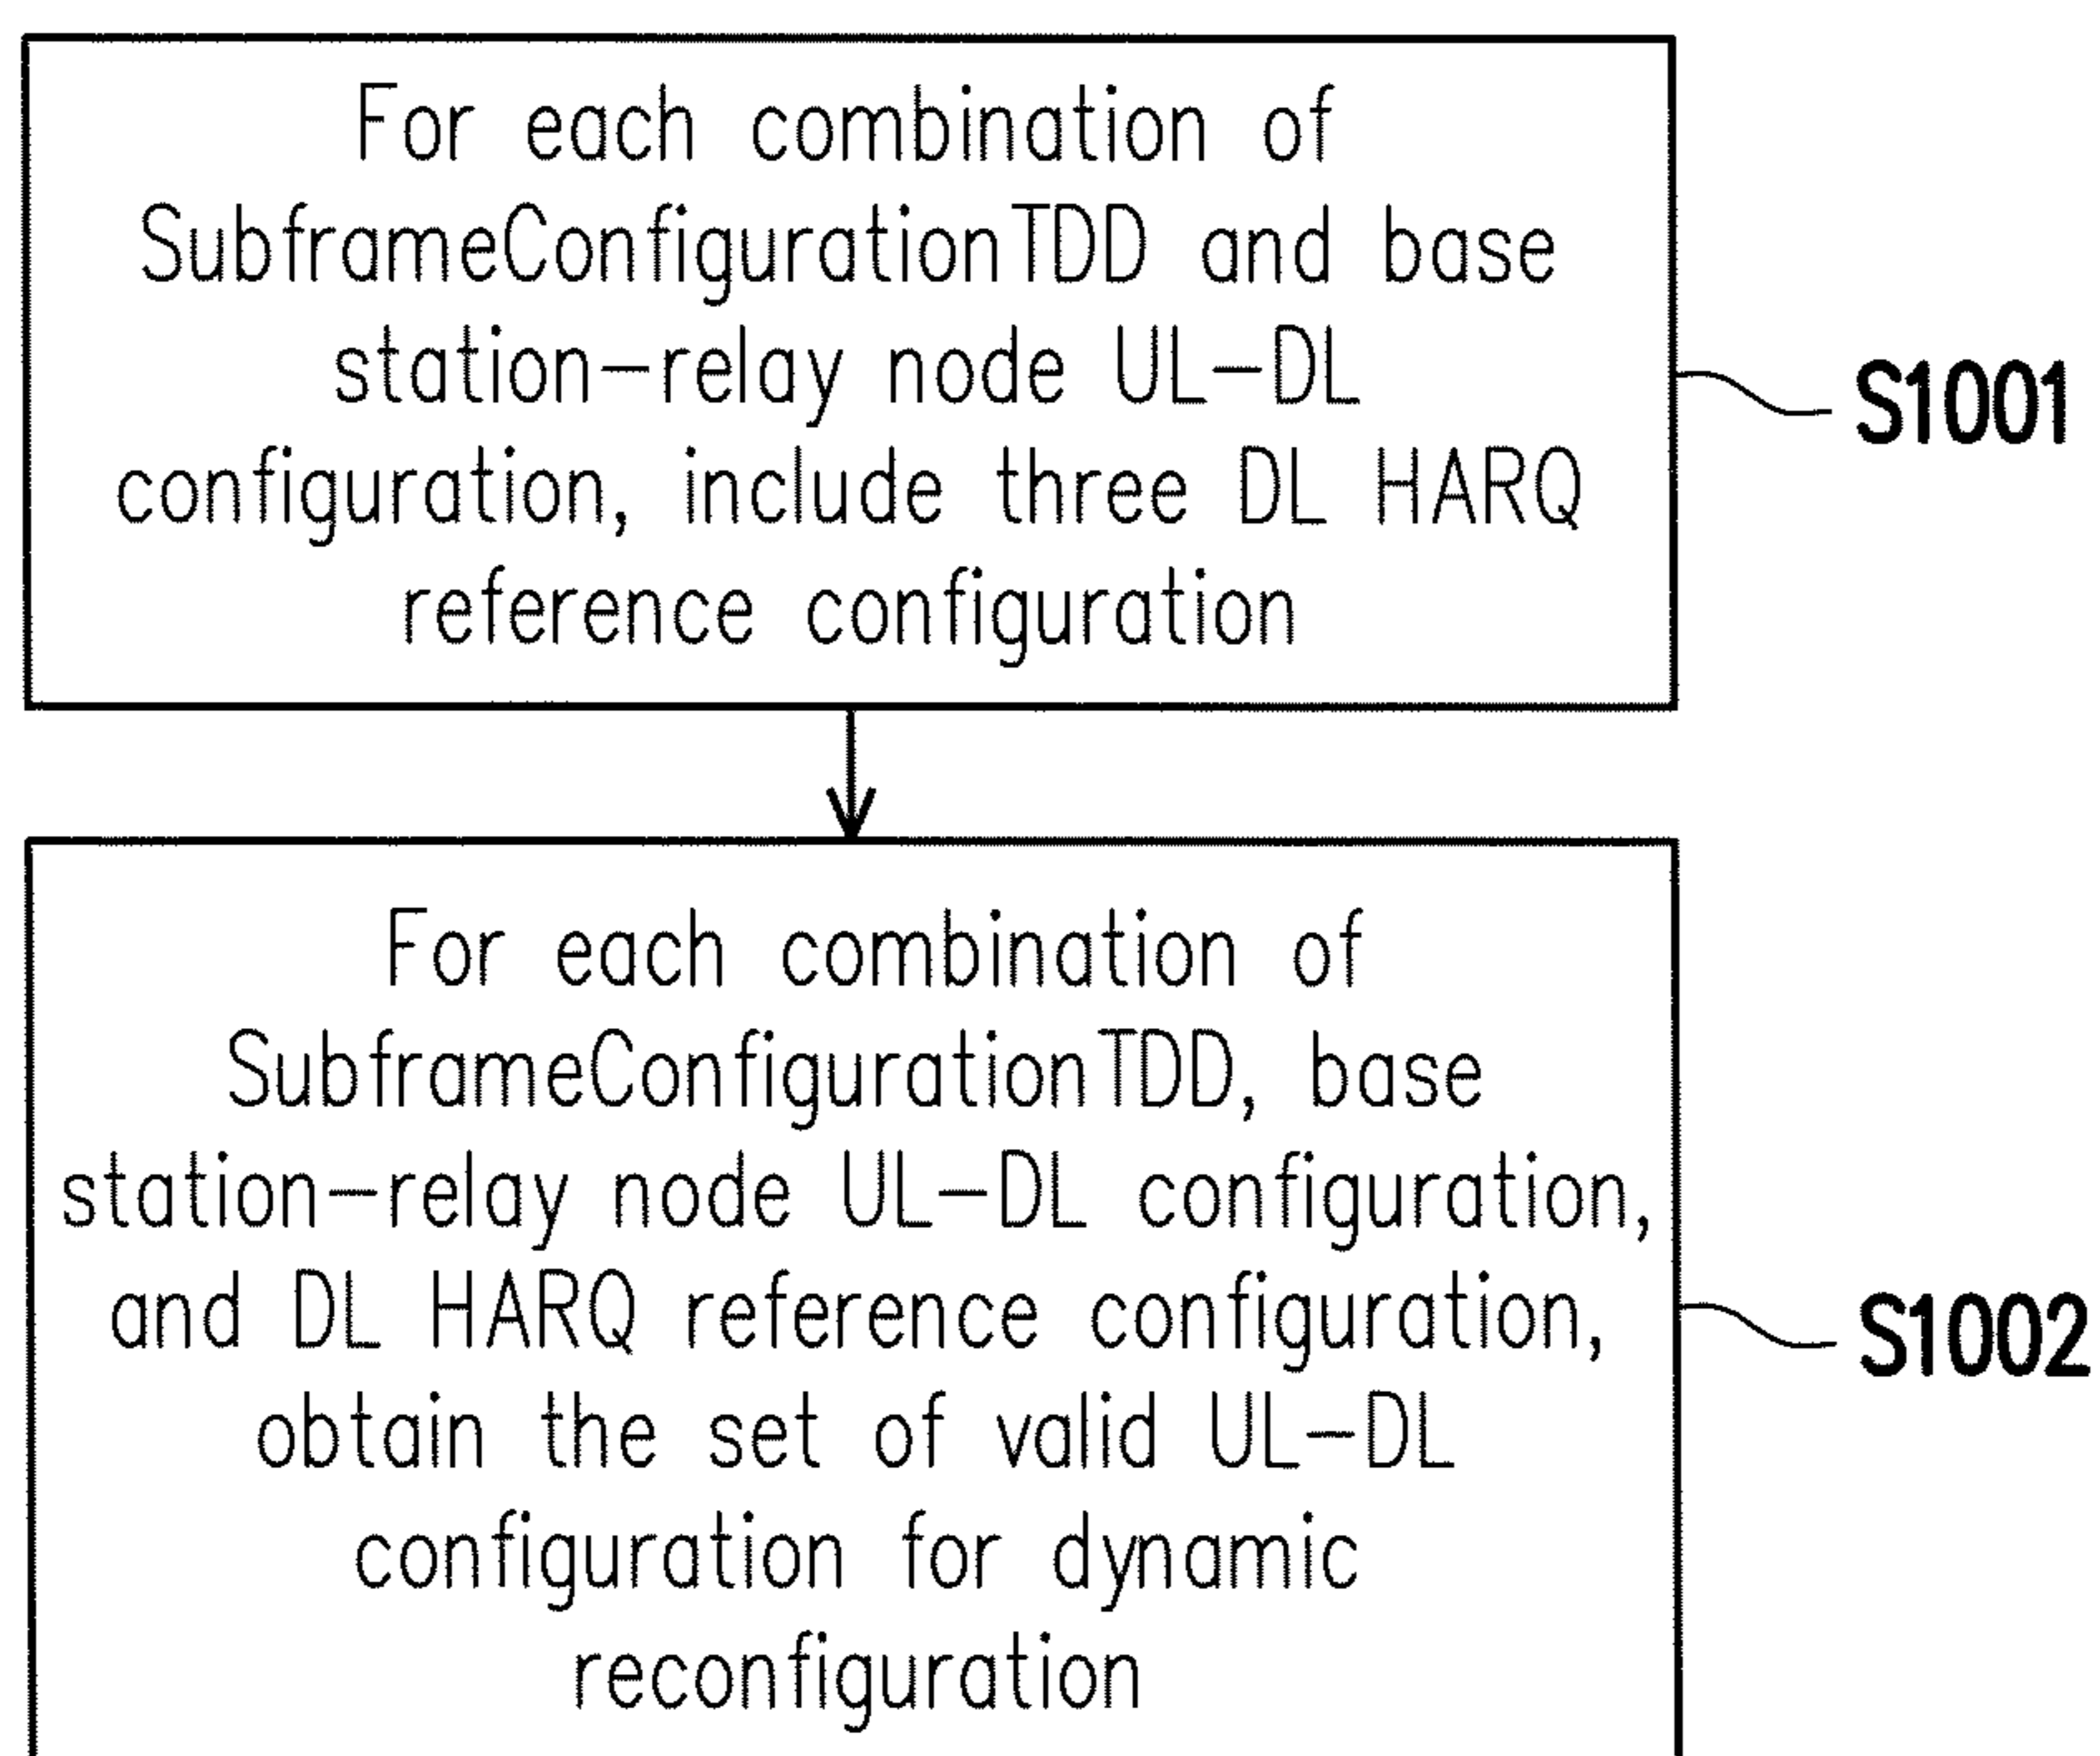 For each combination of
SubframeConfigurationTDD and base
station-relay node UL-DL
configuration, include three DL HARQ
reference configuration
S1001
For each combination of
SubframeConfigurationTDD, base
station-relay node UL-DL configuration,
and DL HARQ reference configuration,
obtain the set of valid UL-DL
configuration for dynamic
reconfiguration
S1002